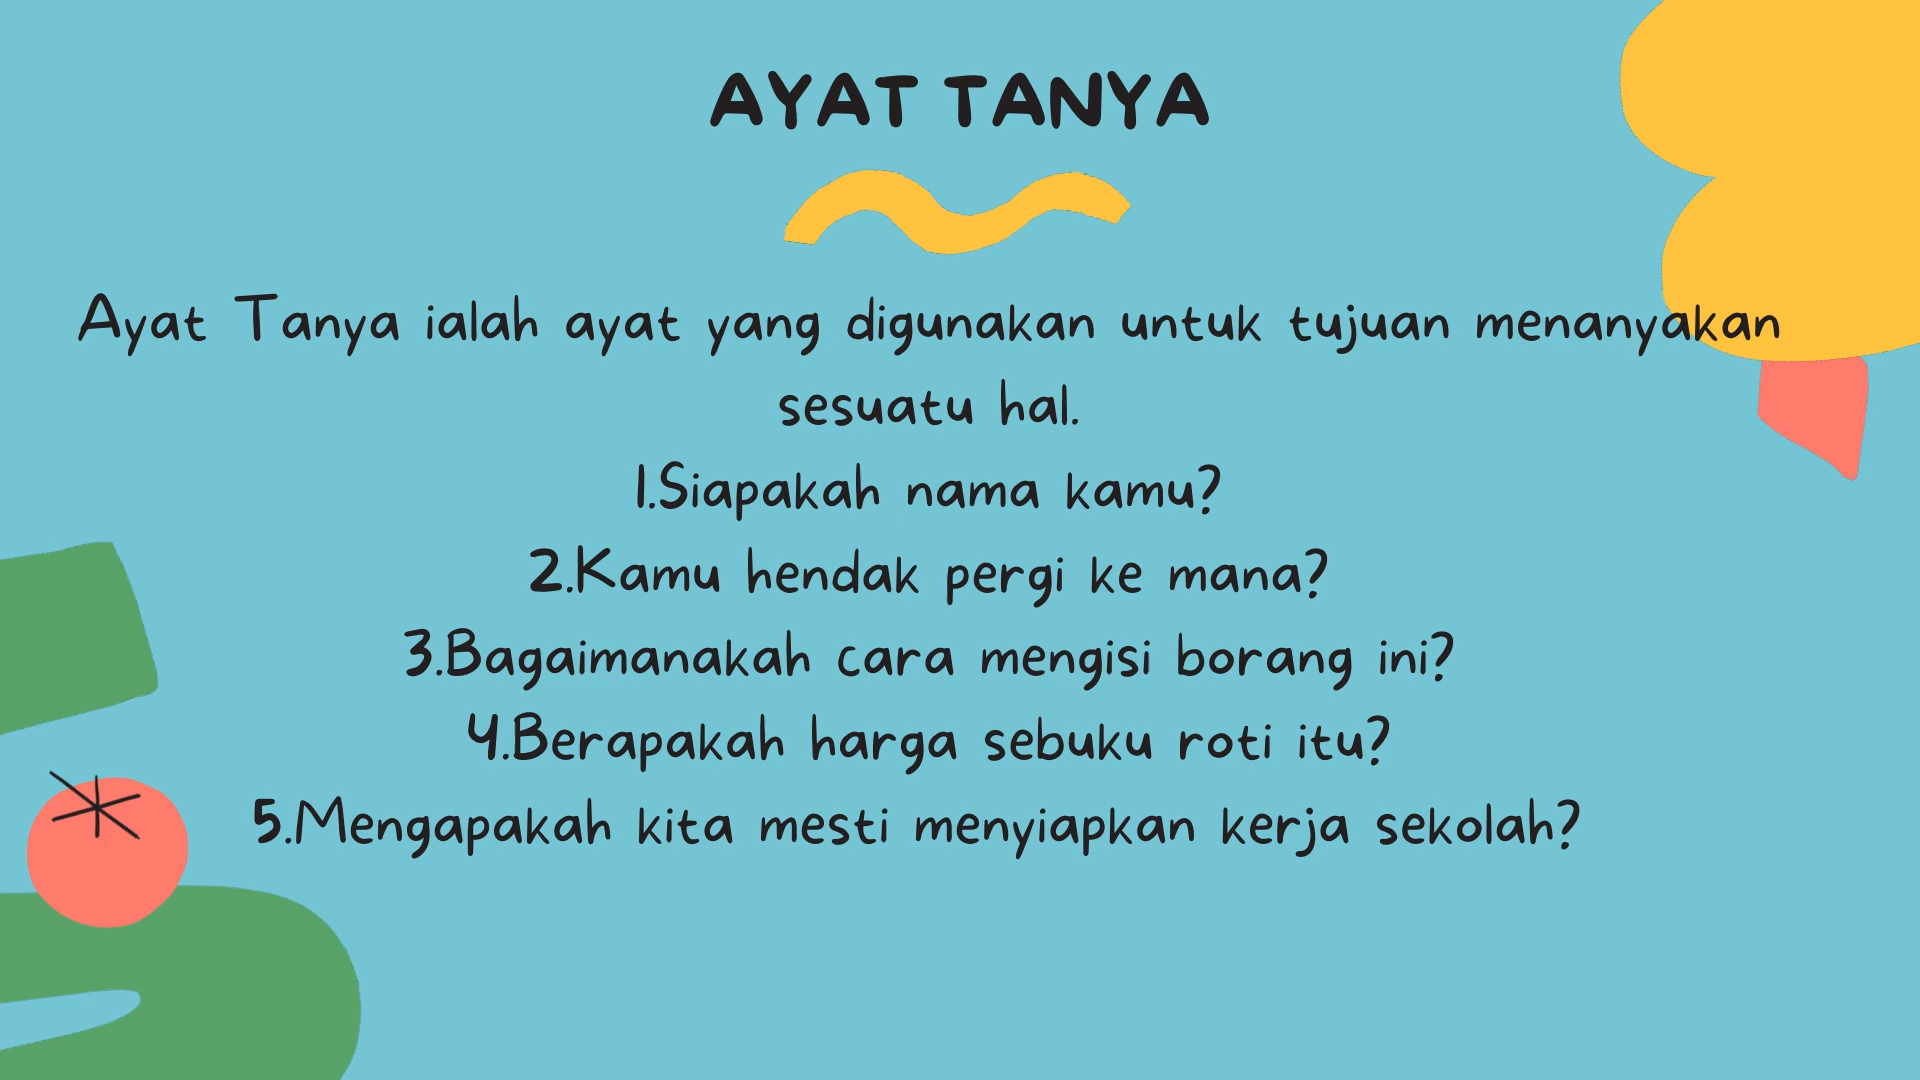 AYAT TANYA
Ayat Tanya ialah ayat yang digunakan untuk tujuan menanyakan
sesuatu hal.
1.Siapakah nama kamu?
2.Kamu hendak pergi ke mana?
3.Bagaimanakah cara mengisi borang ini?
4.Berapakah harga sebuku roti itu?
5.Mengapakah kita mesti menyiapkan kerja sekolah?